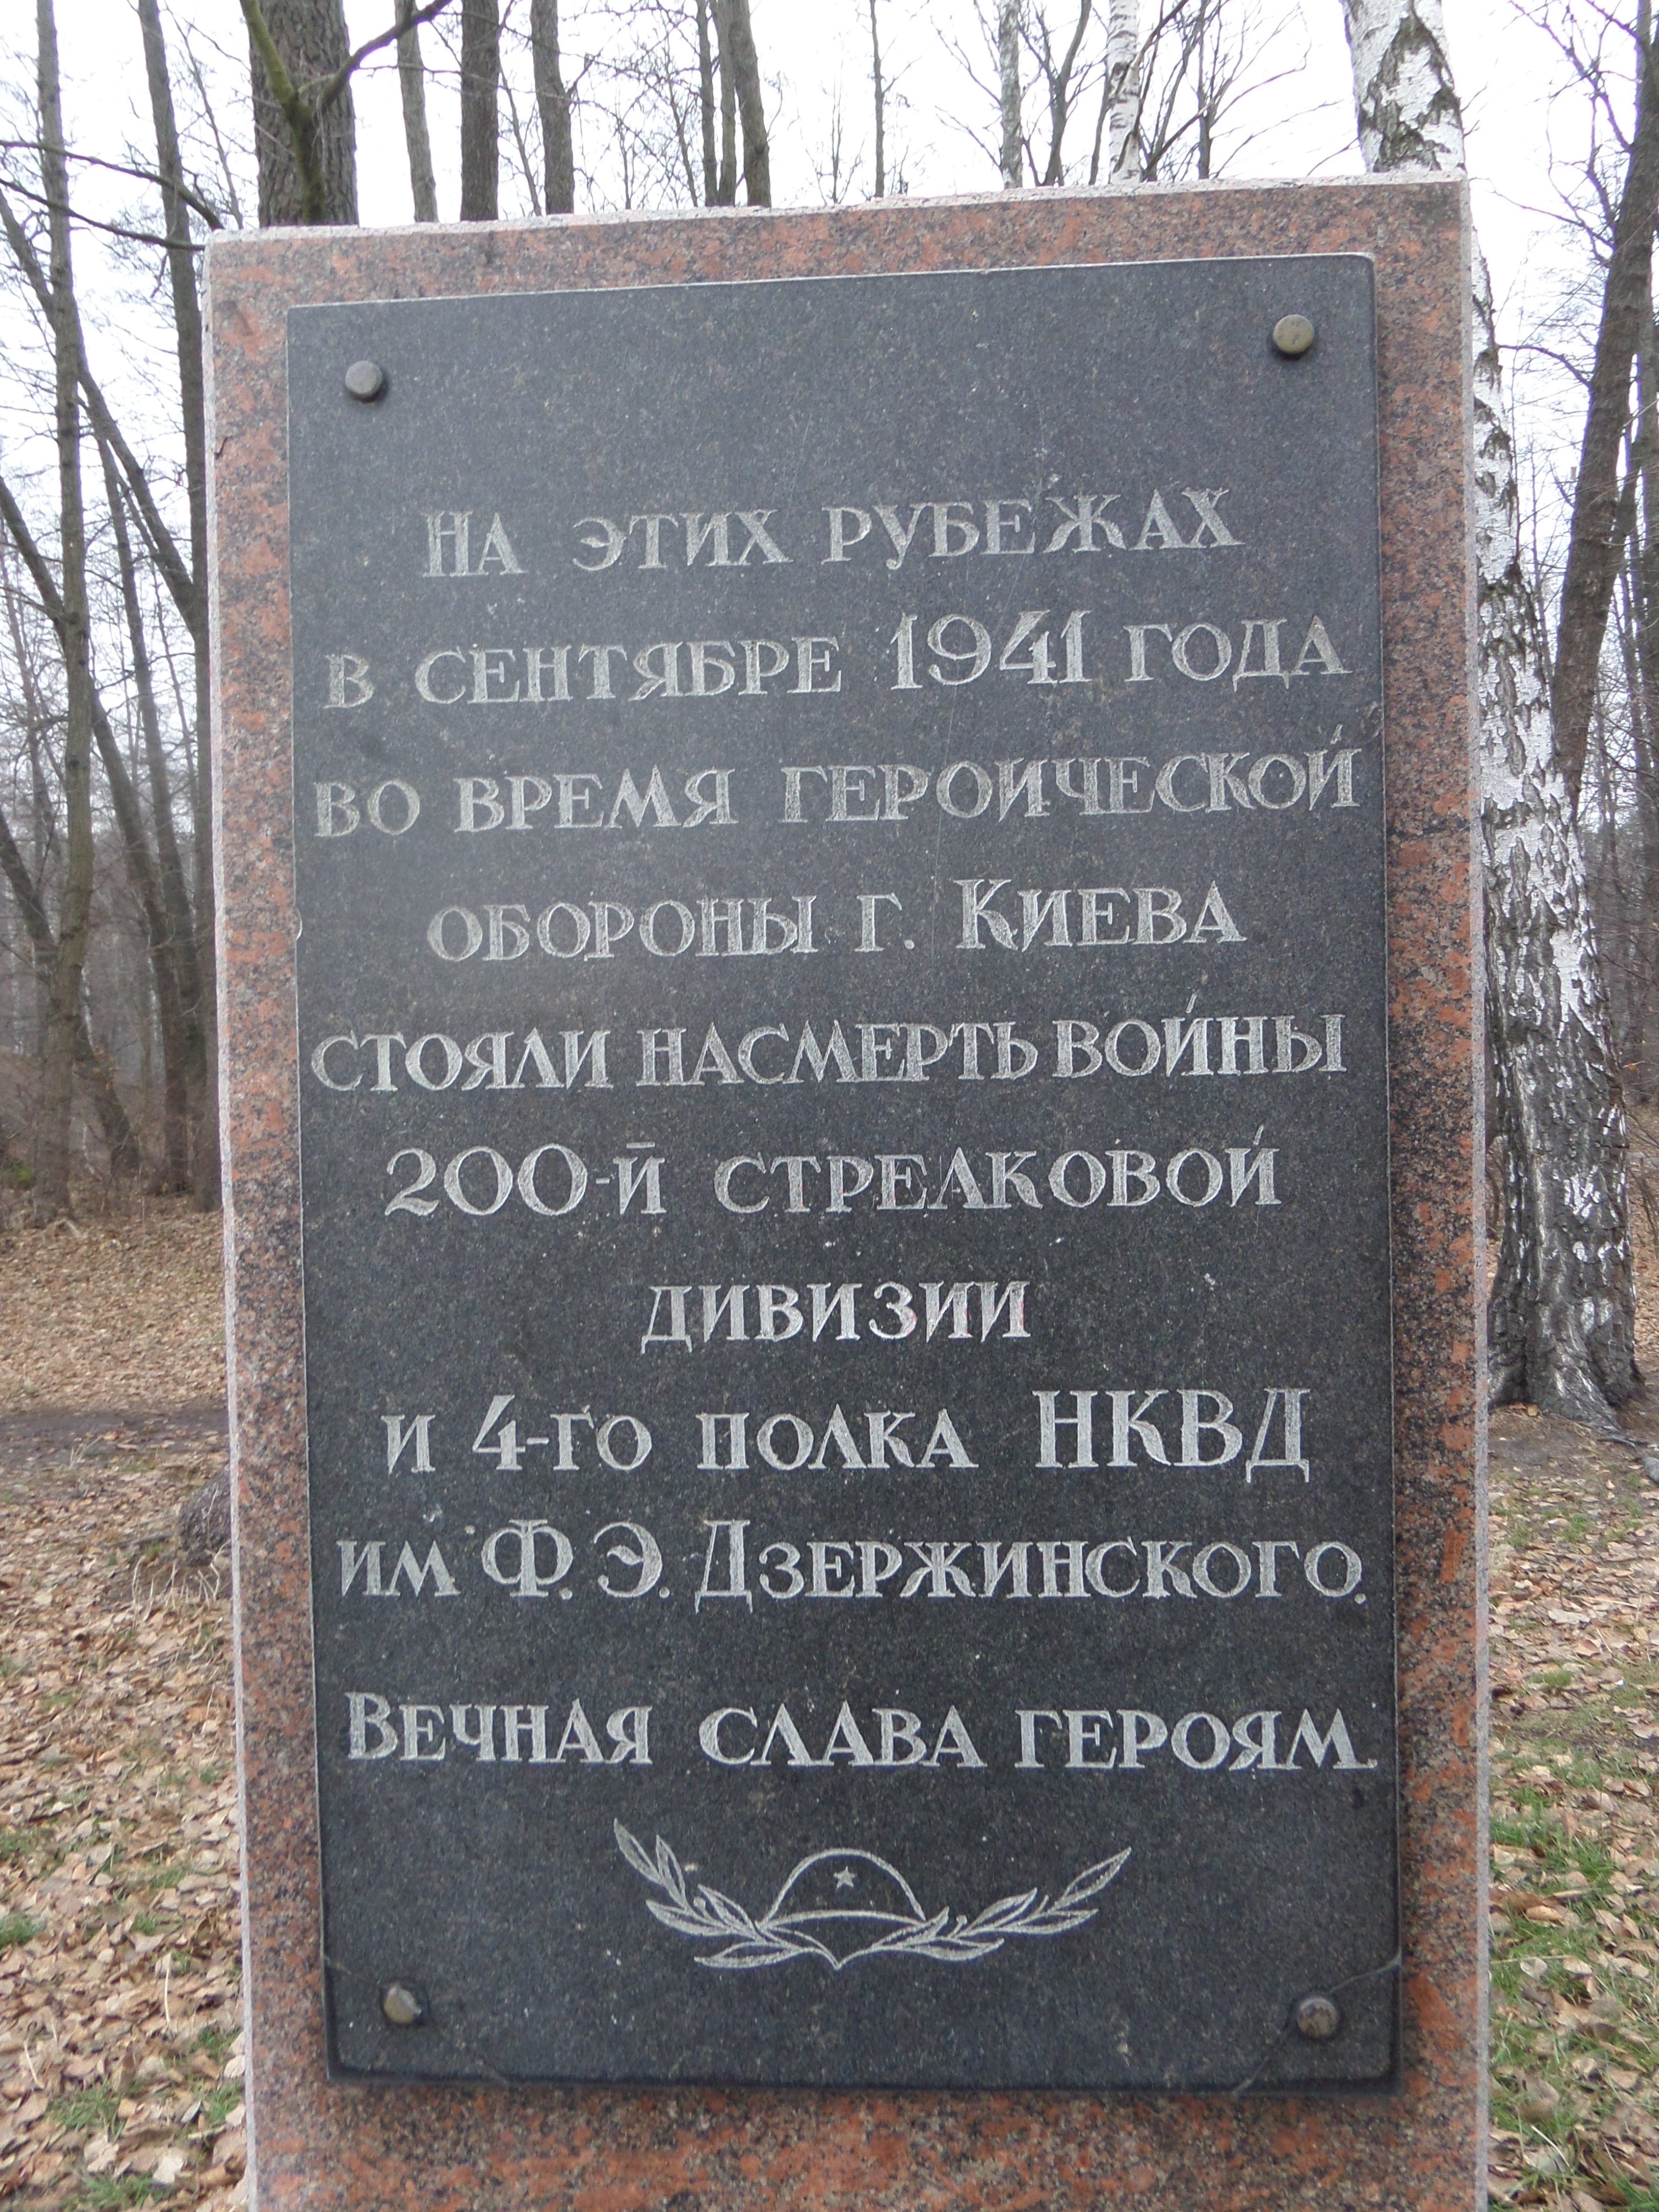 На этих рубежах
в сентябре 1941 года
во время героической
обороны г. Киева
стояли насмерть войны
200-й стрелковой
дивизии
и 4-го полка НКВД
им Ф.Э. Дзержинского.
Вечная слава героям.